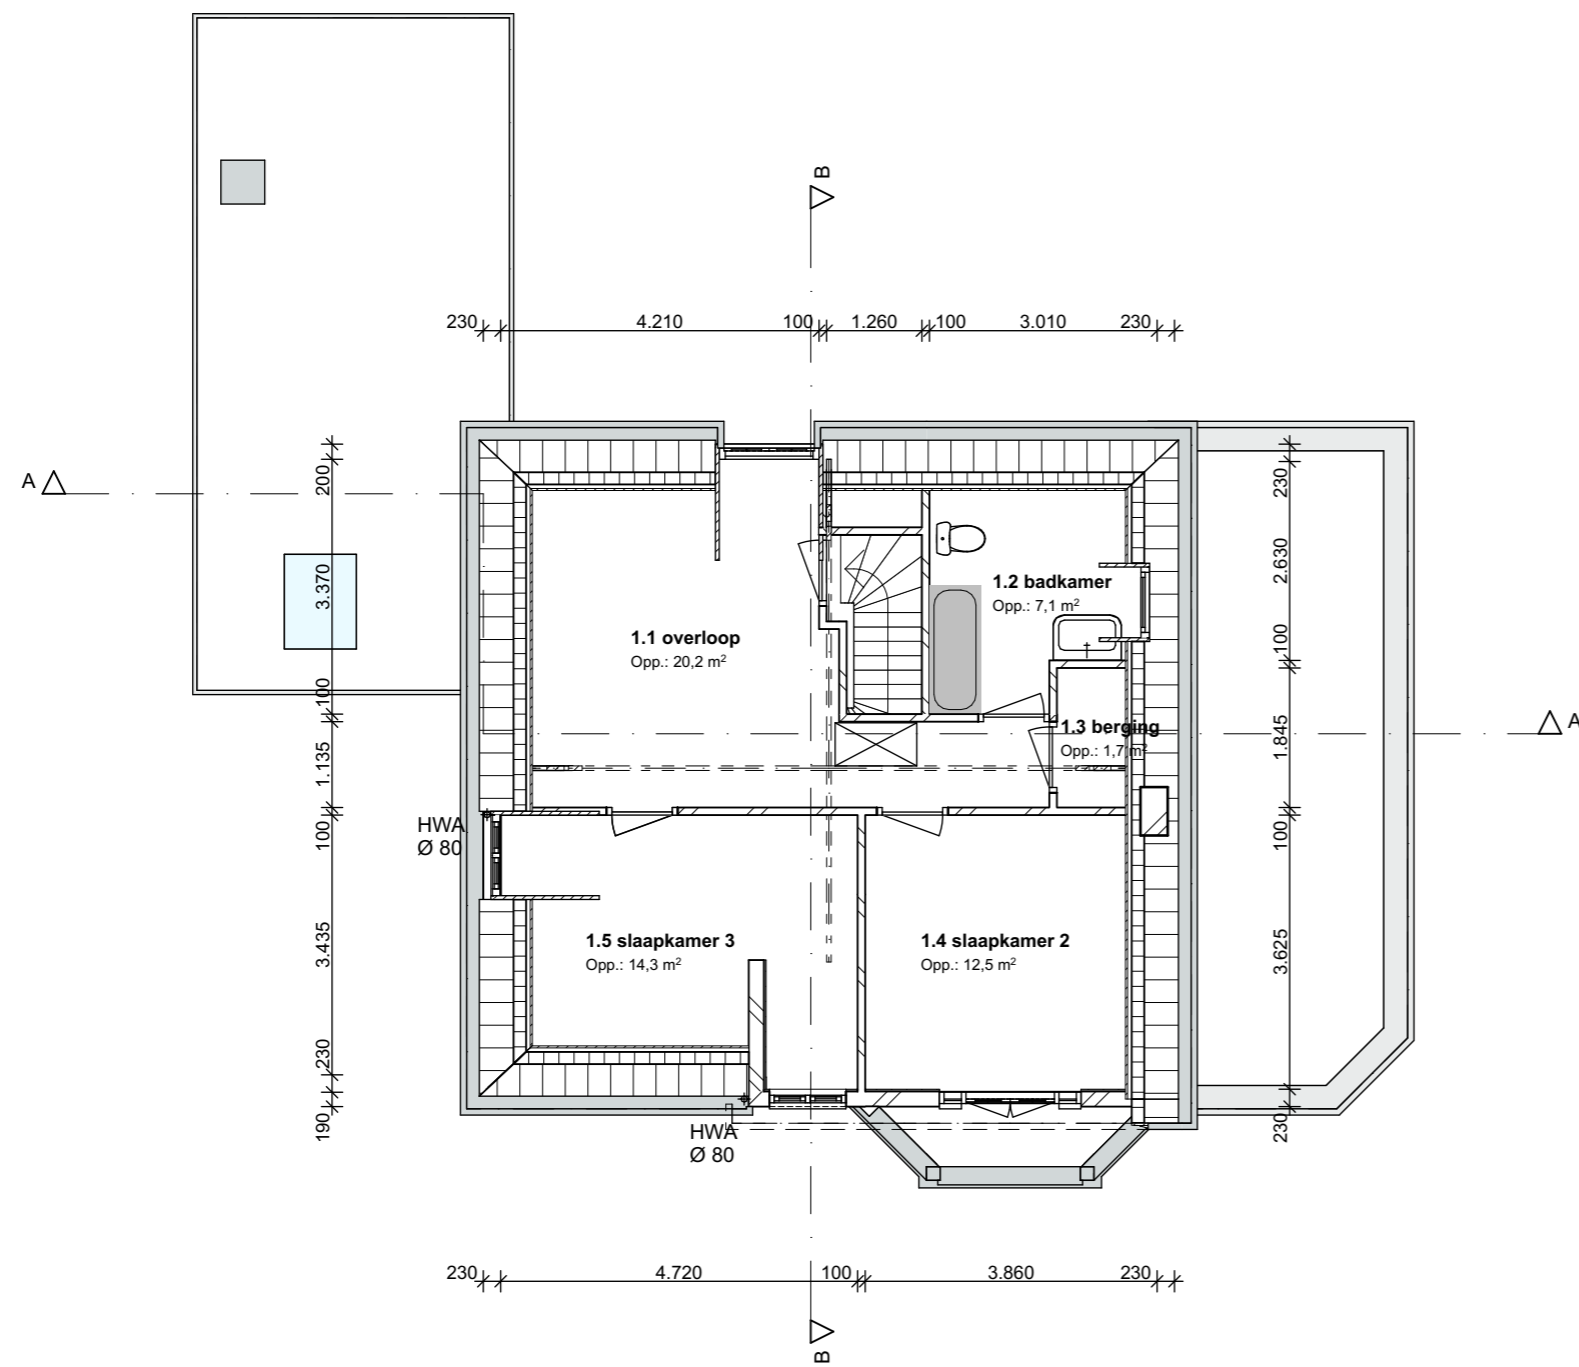 B
230 4.210 100 1.260 100 3.010 230
A
200
3.370
100
1.135
100
3.435
230
190
230
2.630
100
1.845
100
3.625
230
1.2 badkamer
Opp.: 7,1 m²
1.1 overloop
Opp.: 20,2 m²
1.3 berging
Opp.: 1,7 m²
A
HWA
Ø 80
1.5 slaapkamer 3
Opp.: 14,3 m²
1.4 slaapkamer 2
Opp.: 12,5 m²
HWA
Ø 80
230 4.720 100 3.860 230
B